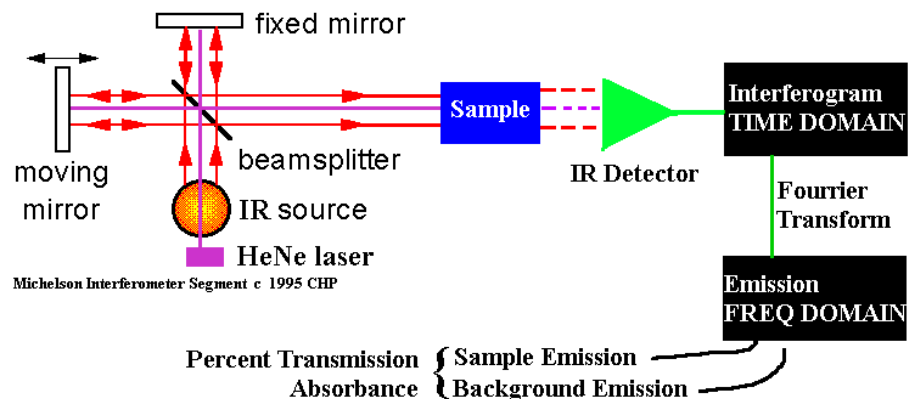 fixed mirror
moving
mirror
beamsplitter
IR source
HeNe laser
Michelson Interferometer Segment c 1995 CHP
Sample
IR Detector
Interferogram
TIME DOMAIN
Fourrier
Transform
Emission
FREQ DOMAIN
Percent Transmission { Sample Emission
Absorbance { Background Emission